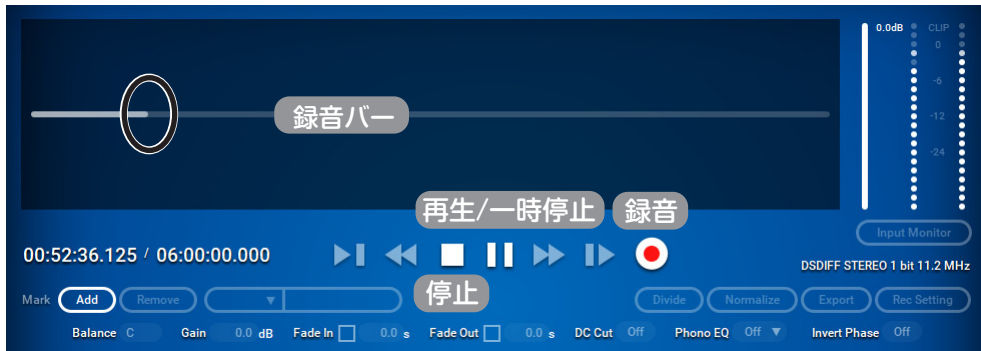 0.0dB CLIP
0
-6
録音バー
-12
-24
再生/一時停止 録音
Input Monitor
00:52:36.125 / 06:00:00.000
DSDIFF STEREO 1 bit 11.2 MHz
停止
Mark Add Remove ▼ Divide Normalize Export Rec Setting
Balance C Gain 0.0 dB Fade In 0.0 s Fade Out 0.0 s DC Cut Off Phono EQ Off ▼ Invert Phase Off